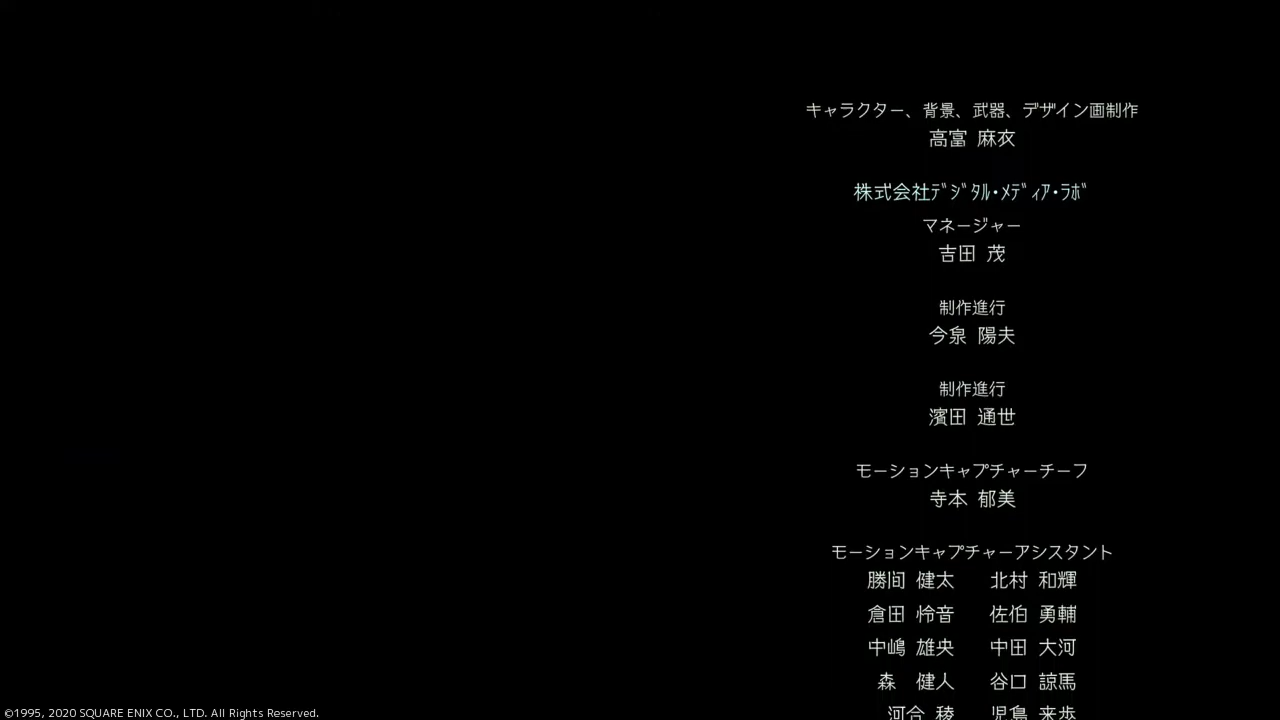 キャラクター、背景、武器、デザイン画制作
高富 麻衣
株式会社ﾃﾞｼﾞﾀﾙ･ﾒﾃﾞｨｱ･ﾗﾎﾞ
マネージャー
吉田 茂
制作進行
今泉 陽夫
制作進行
濱田 通世
モーションキャプチャーチーフ
寺本 郁美
モーションキャプチャーアシスタント
勝間 健太 北村 和輝
倉田 怜音 佐伯 勇輔
中嶋 雄央 中田 大河
森 健人 谷口 諒馬
河合 稜 児島 来歩
©1995, 2020 SQUARE ENIX CO., LTD. All Rights Reserved.